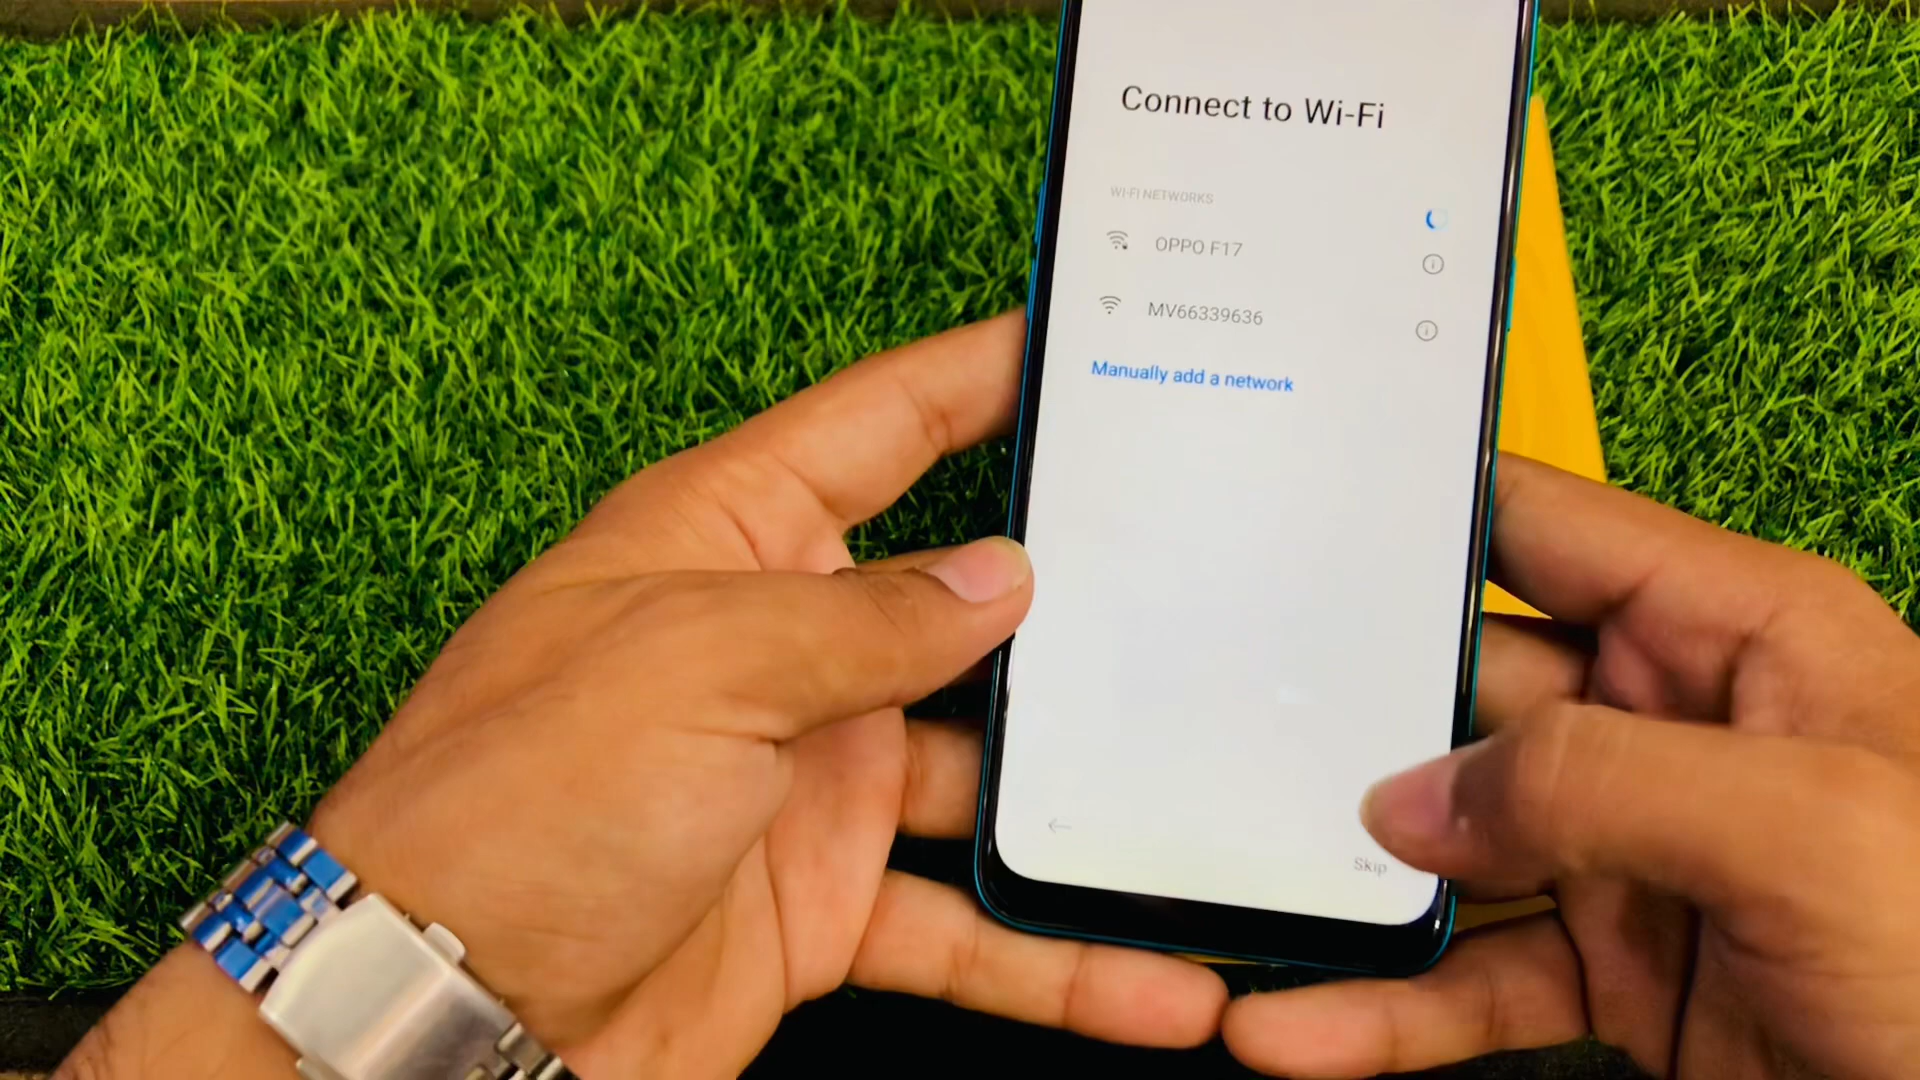 Connect to Wi-Fi
WI-FI NETWORKS
OPPO F17
MV66339636
Manually add a network
Skip